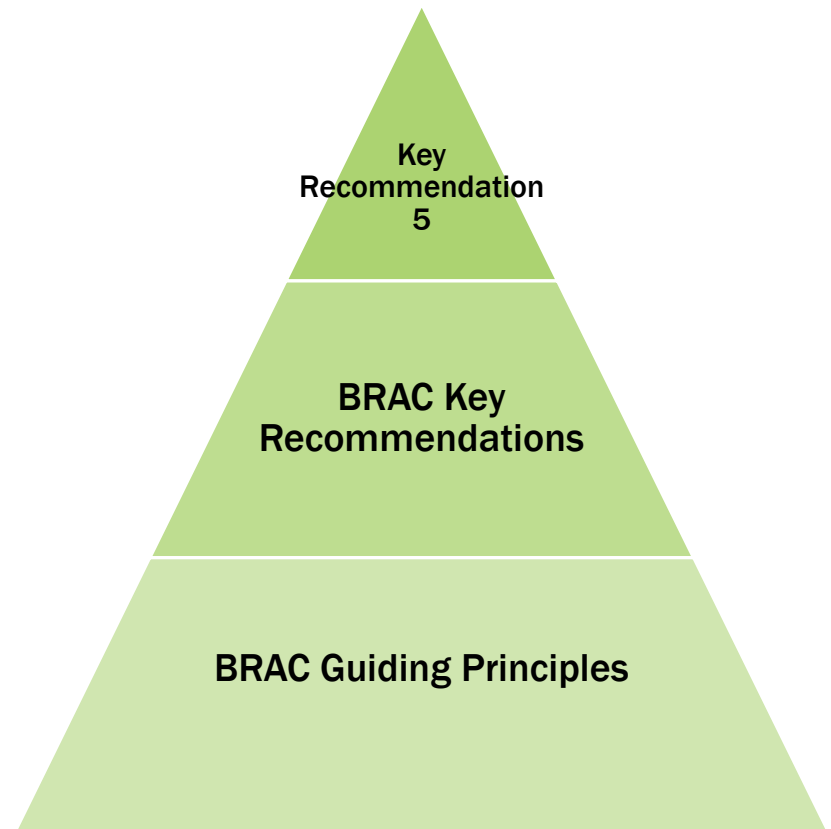 Key
Recommendation
5
BRAC Key
Recommendations
BRAC Guiding Principles